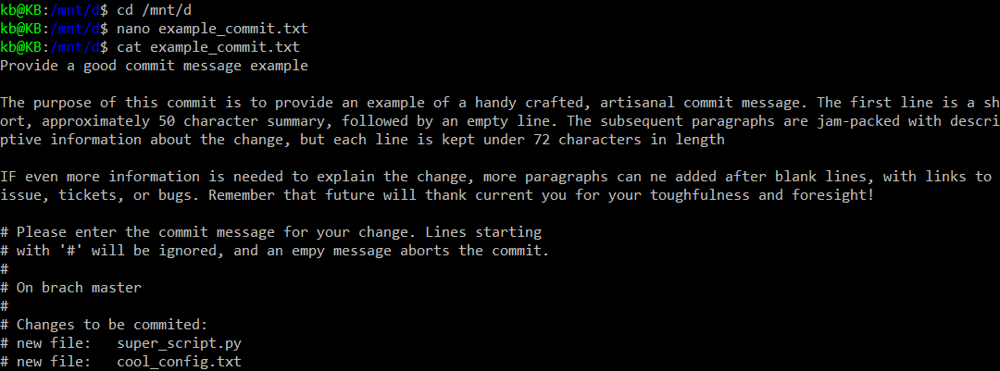 kb@KB:/mnt/d$ cd /mnt/d
kb@KB:/mnt/d$ nano example_commit.txt
kb@KB:/mnt/d$ cat example_commit.txt
Provide a good commit message example

The purpose of this commit is to provide an example of a handy crafted, artisanal commit message. The first line is a sh
ort, approximately 50 character summary, followed by an empty line. The subsequent paragraphs are jam-packed with descri
ptive information about the change, but each line is kept under 72 characters in length

IF even more information is needed to explain the change, more paragraphs can ne added after blank lines, with links to
issue, tickets, or bugs. Remember that future will thank current you for your toughfulness and foresight!

# Please enter the commit message for your change. Lines starting
# with '#' will be ignored, and an empy message aborts the commit.
#
# On brach master
#
# Changes to be commited:
# new file:   super_script.py
# new file:   cool_config.txt